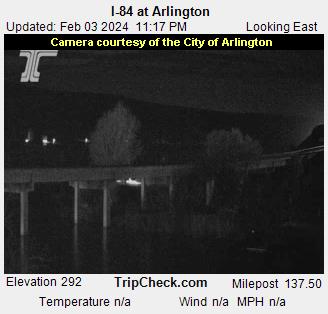 I-84 at Arlington
Updated: Feb 03 2024 11:17 PM Looking East
Camera courtesy of the City of Arlington
Elevation 292 TripCheck.com Milepost 137.50
Temperature n/a Wind n/a MPH n/a